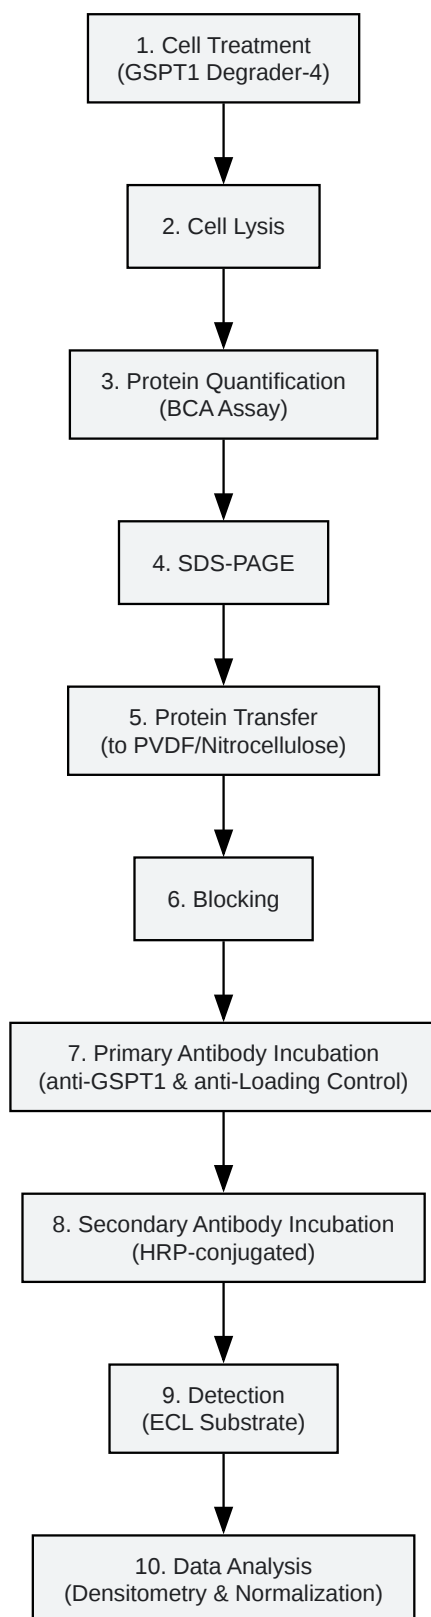 1. Cell Treatment
(GSPT1 Degrader-4)
2. Cell Lysis
3. Protein Quantification
(BCA Assay)
4. SDS-PAGE
5. Protein Transfer
(to PVDF/Nitrocellulose)
6. Blocking
7. Primary Antibody Incubation
(anti-GSPT1 & anti-Loading Control)
8. Secondary Antibody Incubation
(HRP-conjugated)
9. Detection
(ECL Substrate)
10. Data Analysis
(Densitometry & Normalization)